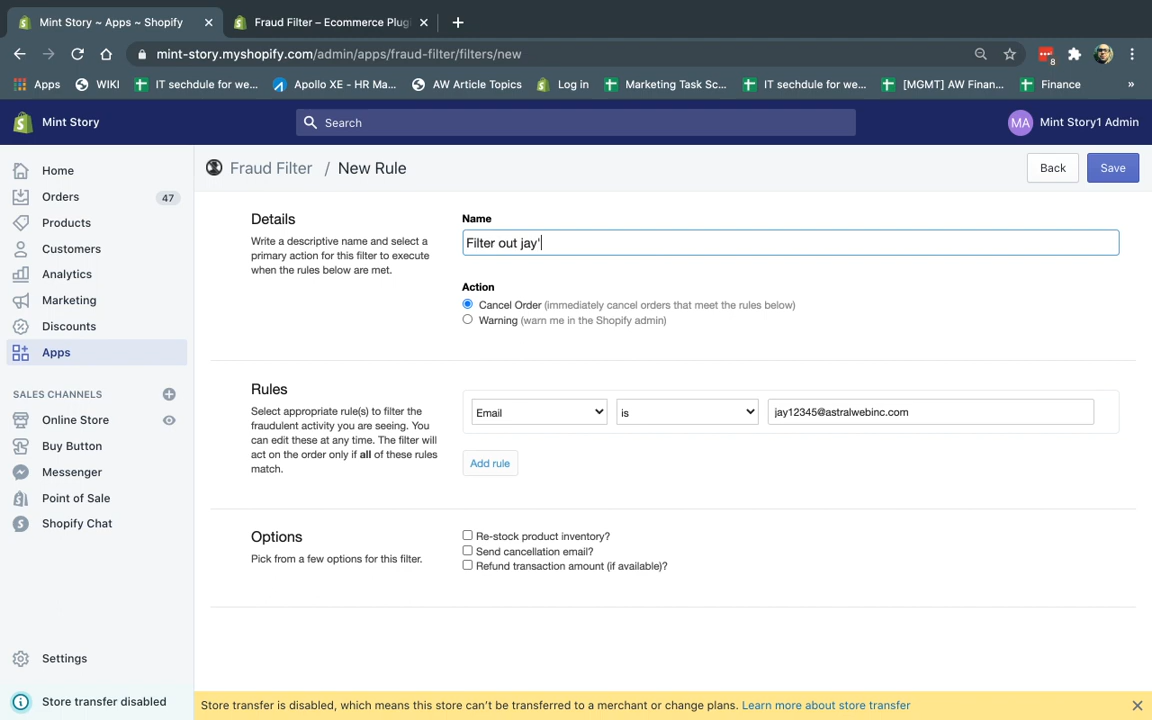 Mint Story ~ Apps ~ Shopify
Fraud Filter – Ecommerce Plug
mint-story.myshopify.com/admin/apps/fraud-filter/filters/new
8
Apps
WIKI
IT sechdule for we...
Apollo XE - HR Ma...
AW Article Topics
Log in
Marketing Task Sc...
IT sechdule for we...
[MGMT] AW Finan...
Finance
»
Mint Story
Search
MA
Mint Story1 Admin
Home
Orders
47
Products
Customers
Analytics
Marketing
Discounts
Apps
SALES CHANNELS
Online Store
Buy Button
Messenger
Point of Sale
Shopify Chat
Settings
Store transfer disabled
Fraud Filter / New Rule
Back
Save
Details
Write a descriptive name and select a
primary action for this filter to execute
when the rules below are met.
Name
Filter out jay'
Action
Cancel Order (immediately cancel orders that meet the rules below)
Warning (warn me in the Shopify admin)
Rules
Select appropriate rule(s) to filter the
fraudulent activity you are seeing. You
can edit these at any time. The filter will
act on the order only if all of these rules
match.
Email
is
jay12345@astralwebinc.com
Add rule
Options
Pick from a few options for this filter.
Re-stock product inventory?
Send cancellation email?
Refund transaction amount (if available)?
Store transfer is disabled, which means this store can't be transferred to a merchant or change plans. Learn more about store transfer